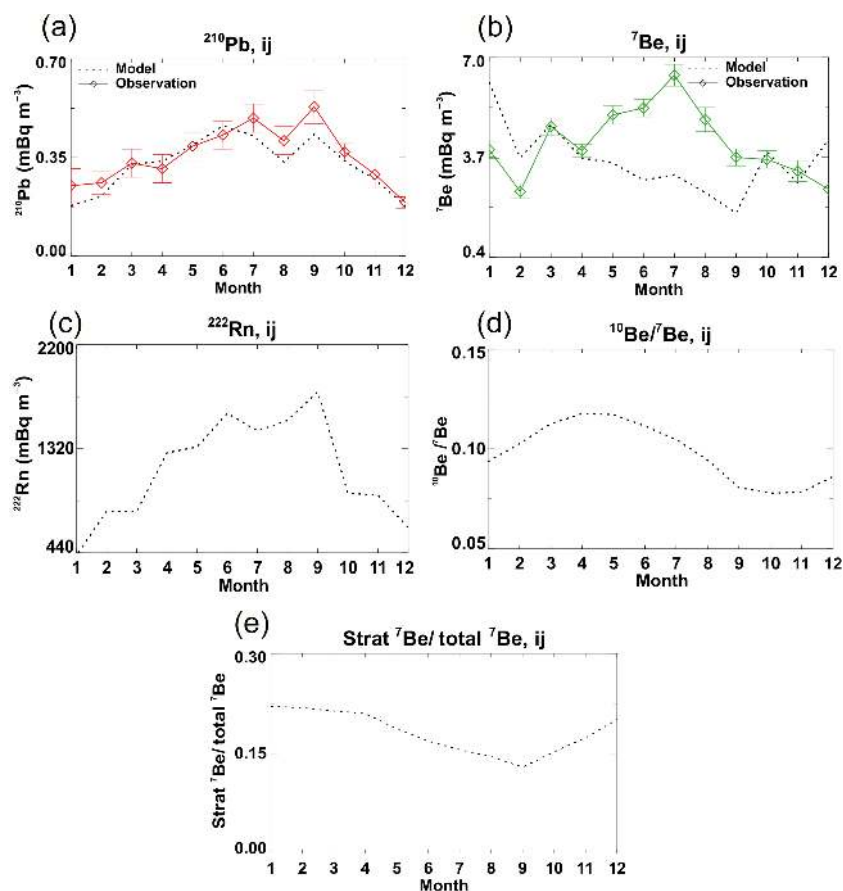 (a)
²¹⁰Pb, ij
0.70
Model
Observation
0.35
0.00
²¹⁰Pb (mBq m⁻³)
1 2 3 4 5 6 7 8 9 10 11 12
Month
(b)
⁷Be, ij
7.0
Model
Observation
3.7
0.4
⁷Be (mBq m⁻³)
1 2 3 4 5 6 7 8 9 10 11 12
Month
(c)
²²²Rn, ij
2200
1320
440
²²²Rn (mBq m⁻³)
1 2 3 4 5 6 7 8 9 10 11 12
Month
(d)
¹⁰Be/⁷Be, ij
0.15
0.10
0.05
¹⁰Be /⁷Be
1 2 3 4 5 6 7 8 9 10 11 12
Month
(e)
Strat ⁷Be/ total ⁷Be, ij
0.30
0.15
0.00
Strat ⁷Be/ total ⁷Be
1 2 3 4 5 6 7 8 9 10 11 12
Month